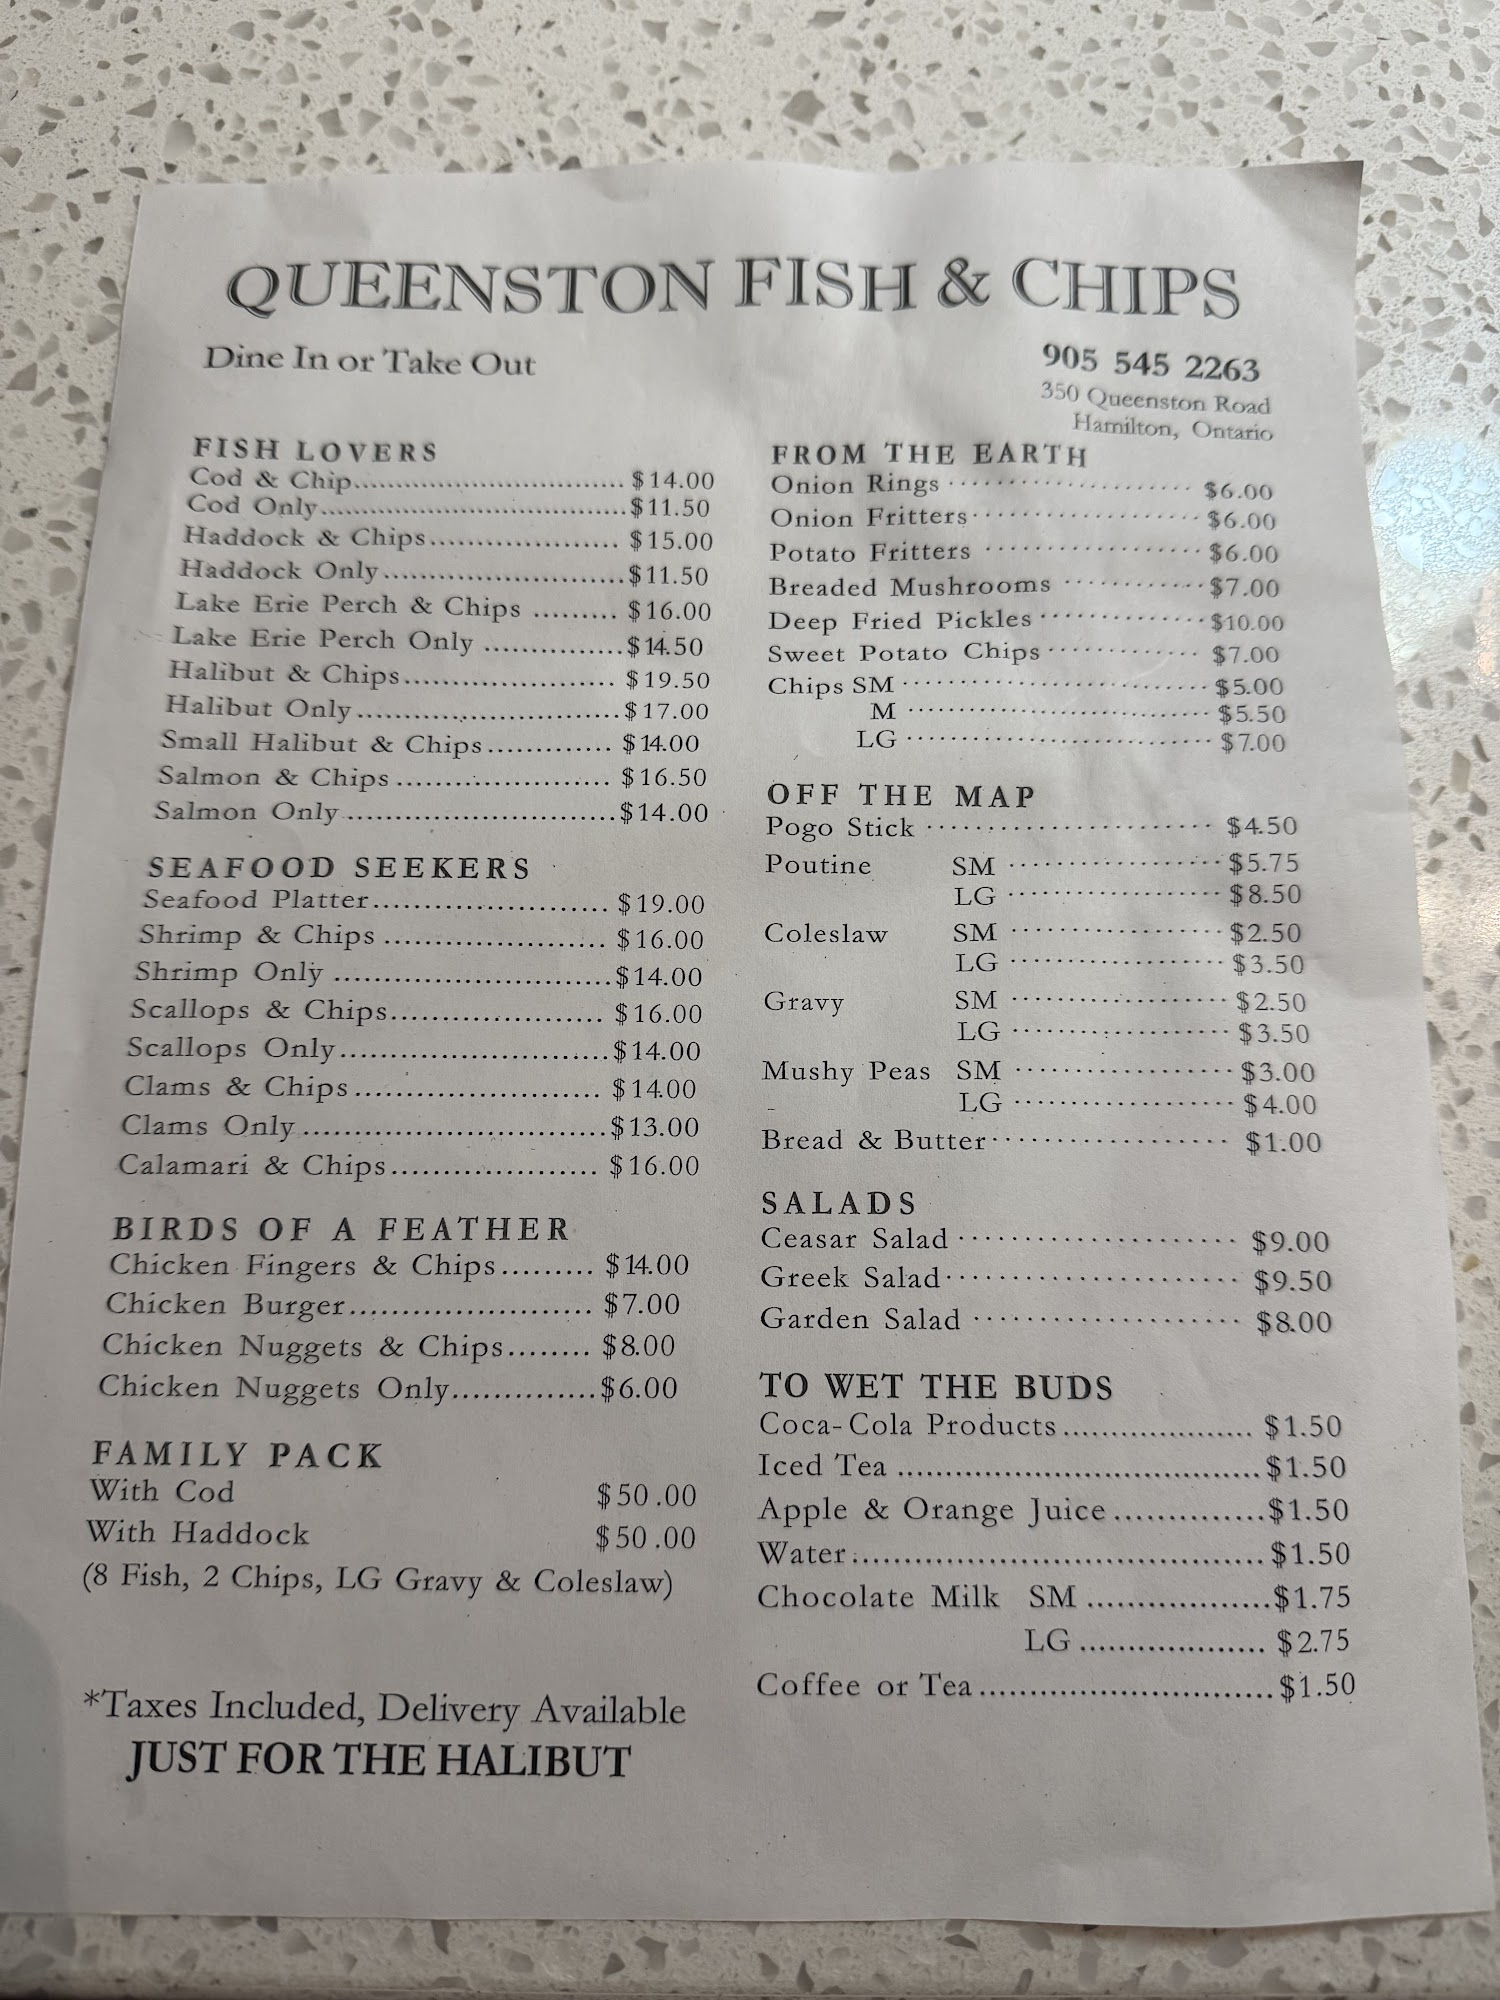 QUEENSTON FISH & CHIPS
Dine In or Take Out
905 545 2263
350 Queenston Road
Hamilton, Ontario
FISH LOVERS
Cod & Chip................................. $14.00
Cod Only.....................................$11.50
Haddock & Chips...................... $15.00
Haddock Only............................$11.50
Lake Erie Perch & Chips ......... $16.00
Lake Erie Perch Only ...............$14.50
Halibut & Chips........................ $19.50
Halibut Only..............................$17.00
Small Halibut & Chips............. $14.00
Salmon & Chips........................ $16.50
Salmon Only..............................$14.00
SEAFOOD SEEKERS
Seafood Platter......................... $19.00
Shrimp & Chips ....................... $16.00
Shrimp Only .............................$14.00
Scallops & Chips...................... $16.00
Scallops Only............................$14.00
Clams & Chips.......................... $14.00
Clams Only................................$13.00
Calamari & Chips..................... $16.00
BIRDS OF A FEATHER
Chicken Fingers & Chips......... $14.00
Chicken Burger........................ $7.00
Chicken Nuggets & Chips........ $8.00
Chicken Nuggets Only..............$6.00
FAMILY PACK
With Cod $50.00
With Haddock $50.00
(8 Fish, 2 Chips, LG Gravy & Coleslaw)
*Taxes Included, Delivery Available
JUST FOR THE HALIBUT
FROM THE EARTH
Onion Rings ···················· $6.00
Onion Fritters·················· $6.00
Potato Fritters ·················· $6.00
Breaded Mushrooms ············ $7.00
Deep Fried Pickles·············· $10.00
Sweet Potato Chips············· $7.00
Chips SM ··························· $5.00
M ··························· $5.50
LG ··························· $7.00
OFF THE MAP
Pogo Stick ························ $4.50
Poutine SM ··················· $5.75
LG ··················· $8.50
Coleslaw SM ··················· $2.50
LG ··················· $3.50
Gravy SM ··················· $2.50
LG ··················· $3.50
Mushy Peas SM ··················· $3.00
LG ··················· $4.00
Bread & Butter···················· $1.00
SALADS
Ceasar Salad ······················ $9.00
Greek Salad······················· $9.50
Garden Salad ····················· $8.00
TO WET THE BUDS
Coca-Cola Products................... $1.50
Iced Tea .....................................$1.50
Apple & Orange Juice ..............$1.50
Water..........................................$1.50
Chocolate Milk SM ..................$1.75
LG ................... $2.75
Coffee or Tea.............................$1.50